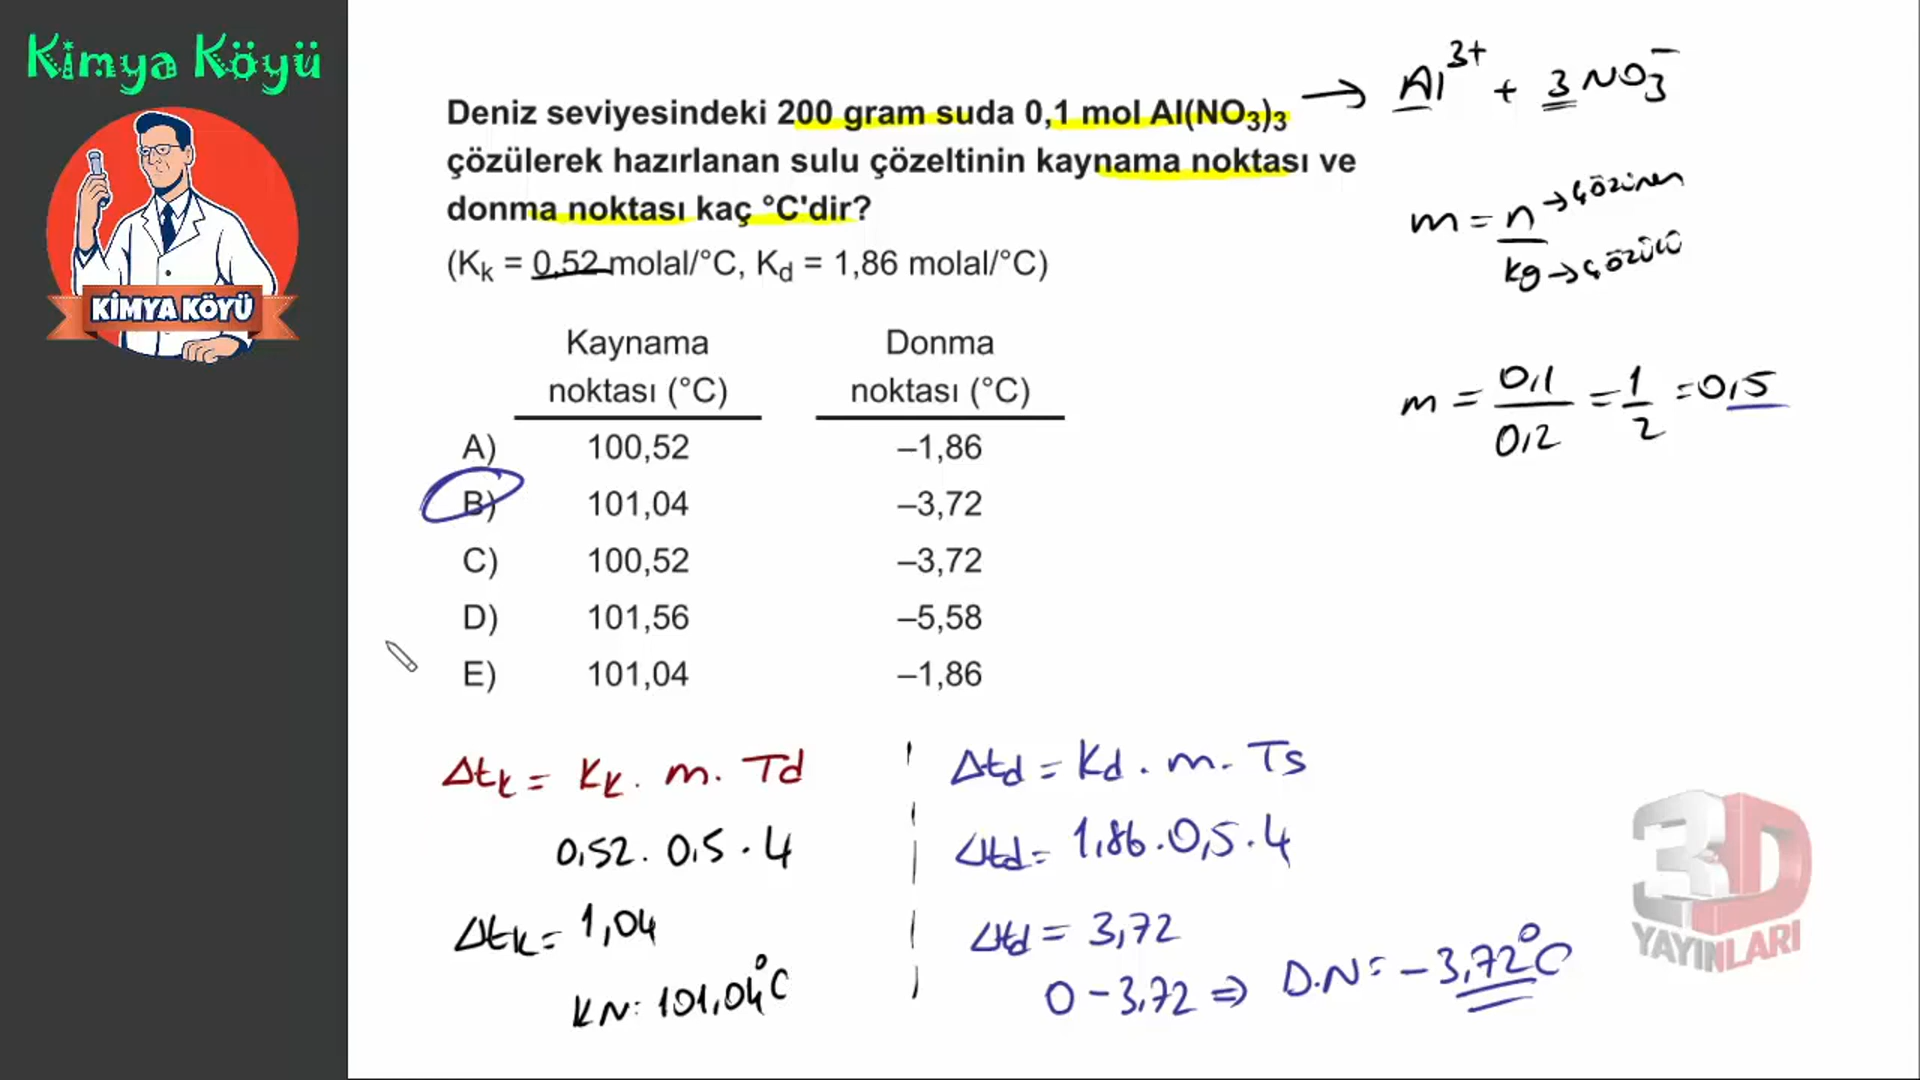 Kimya Köyü
KİMYA KÖYÜ
Deniz seviyesindeki 200 gram suda 0,1 mol Al(NO₃)₃ → Al³⁺ + 3NO₃⁻
çözülerek hazırlanan sulu çözeltinin kaynama noktası ve
donma noktası kaç °C'dir?
(Kk = 0,52 molal/°C, Kd = 1,86 molal/°C)
m = n → çözünen
kg → çözücü
m = 0,1 / 0,2 = 1 / 2 = 0,5
Kaynama noktası (°C) Donma noktası (°C)
A) 100,52 –1,86
B) 101,04 –3,72
C) 100,52 –3,72
D) 101,56 –5,58
E) 101,04 –1,86
Δtk = Kk . m . Td
0,52 . 0,5 . 4
Δtk = 1,04
KN: 101,04°C
Δtd = Kd . m . Ts
Δtd = 1,86 . 0,5 . 4
Δtd = 3,72
0 – 3,72 ⇒ D.N = –3,72°C
3D
YAYINLARI